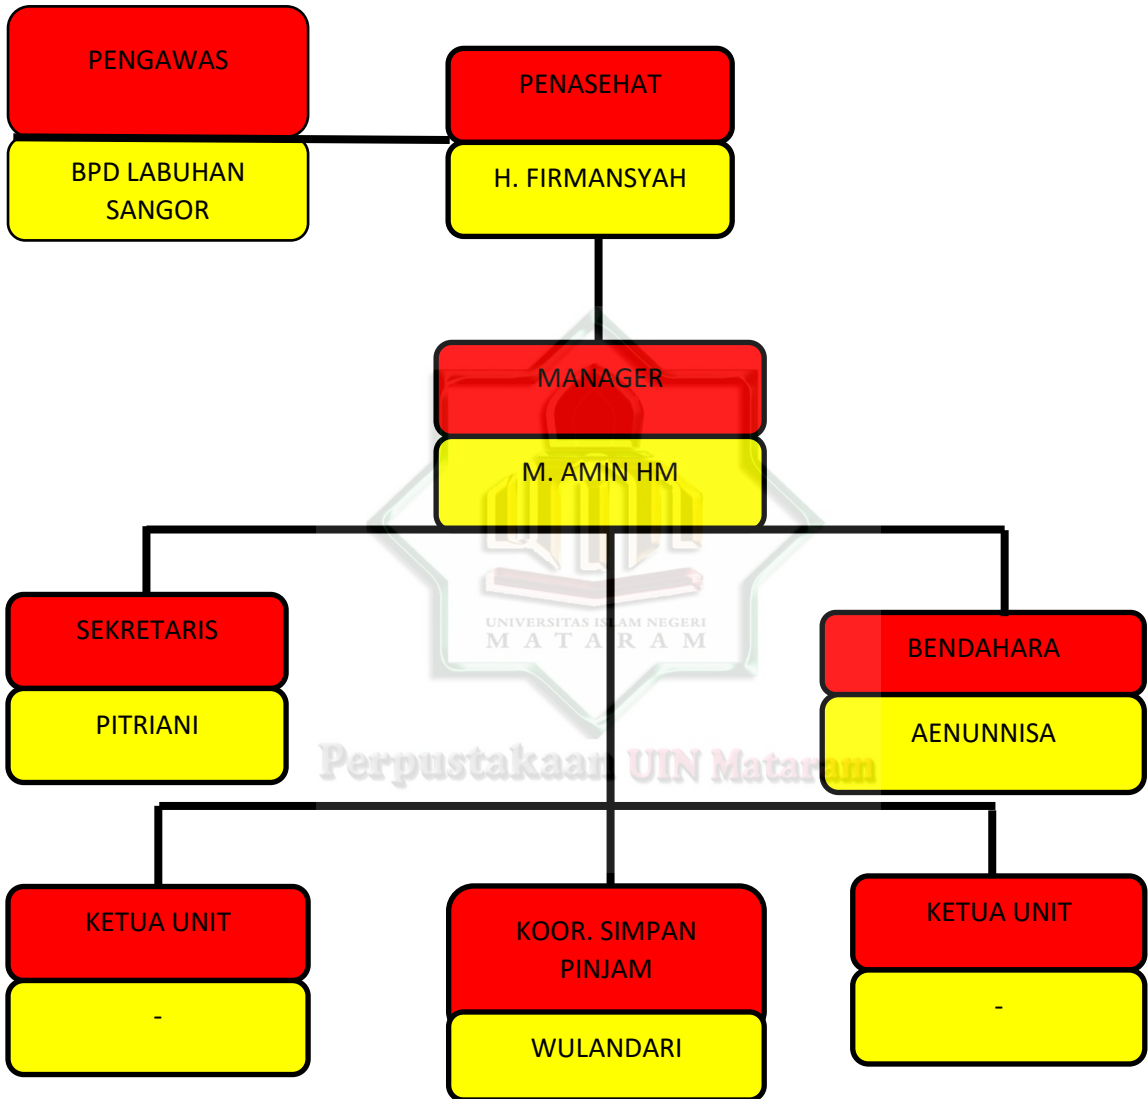 PENGAWAS
BPD LABUHAN
SANGOR
PENASEHAT
H. FIRMANSYAH
MANAGER
M. AMIN HM
UNIVERSITAS ISLAM NEGERI
MATARAM
SEKRETARIS
PITRIANI
BENDAHARA
AENUNNISA
Perpustakaan UIN Mataram
KETUA UNIT
-
KOOR. SIMPAN
PINJAM
WULANDARI
KETUA UNIT
-